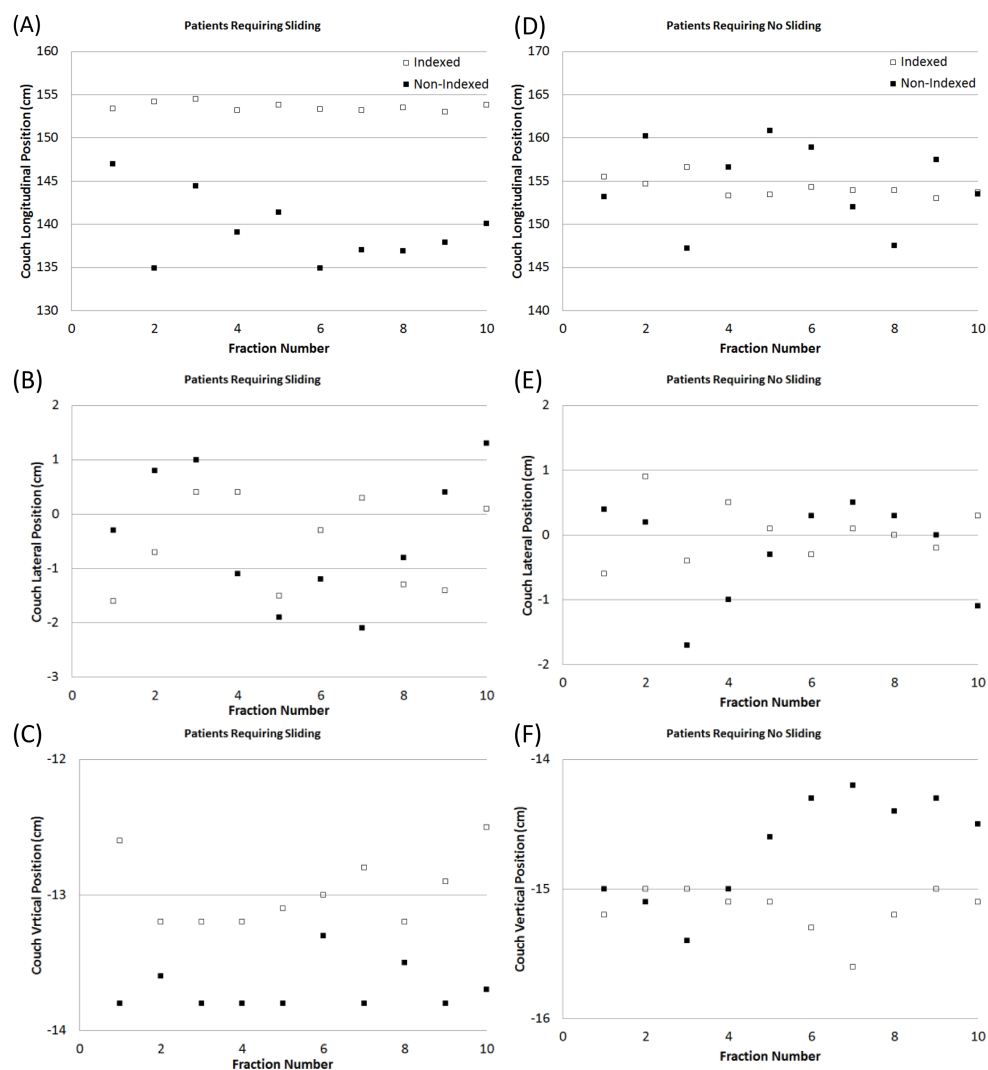 (A)
Patients Requiring Sliding
160
155
150
145
140
135
130
Couch Longitudinal Position (cm)
□ Indexed
■ Non-Indexed
0 2 4 6 8 10
Fraction Number
(D)
Patients Requiring No Sliding
170
165
160
155
150
145
140
Couch Longitudinal Position (cm)
□ Indexed
■ Non-Indexed
0 2 4 6 8 10
Fraction Number
(B)
Patients Requiring Sliding
2
1
0
-1
-2
-3
Couch Lateral Position (cm)
0 2 4 6 8 10
Fraction Number
(E)
Patients Requiring No Sliding
2
1
0
-1
-2
Couch Lateral Position (cm)
0 2 4 6 8 10
Fraction Number
(C)
Patients Requiring Sliding
-12
-13
-14
Couch Vrtical Position (cm)
0 2 4 6 8 10
Fraction Number
(F)
Patients Requiring No Sliding
-14
-15
-16
Couch Vertical Position (cm)
0 2 4 6 8 10
Fraction Number